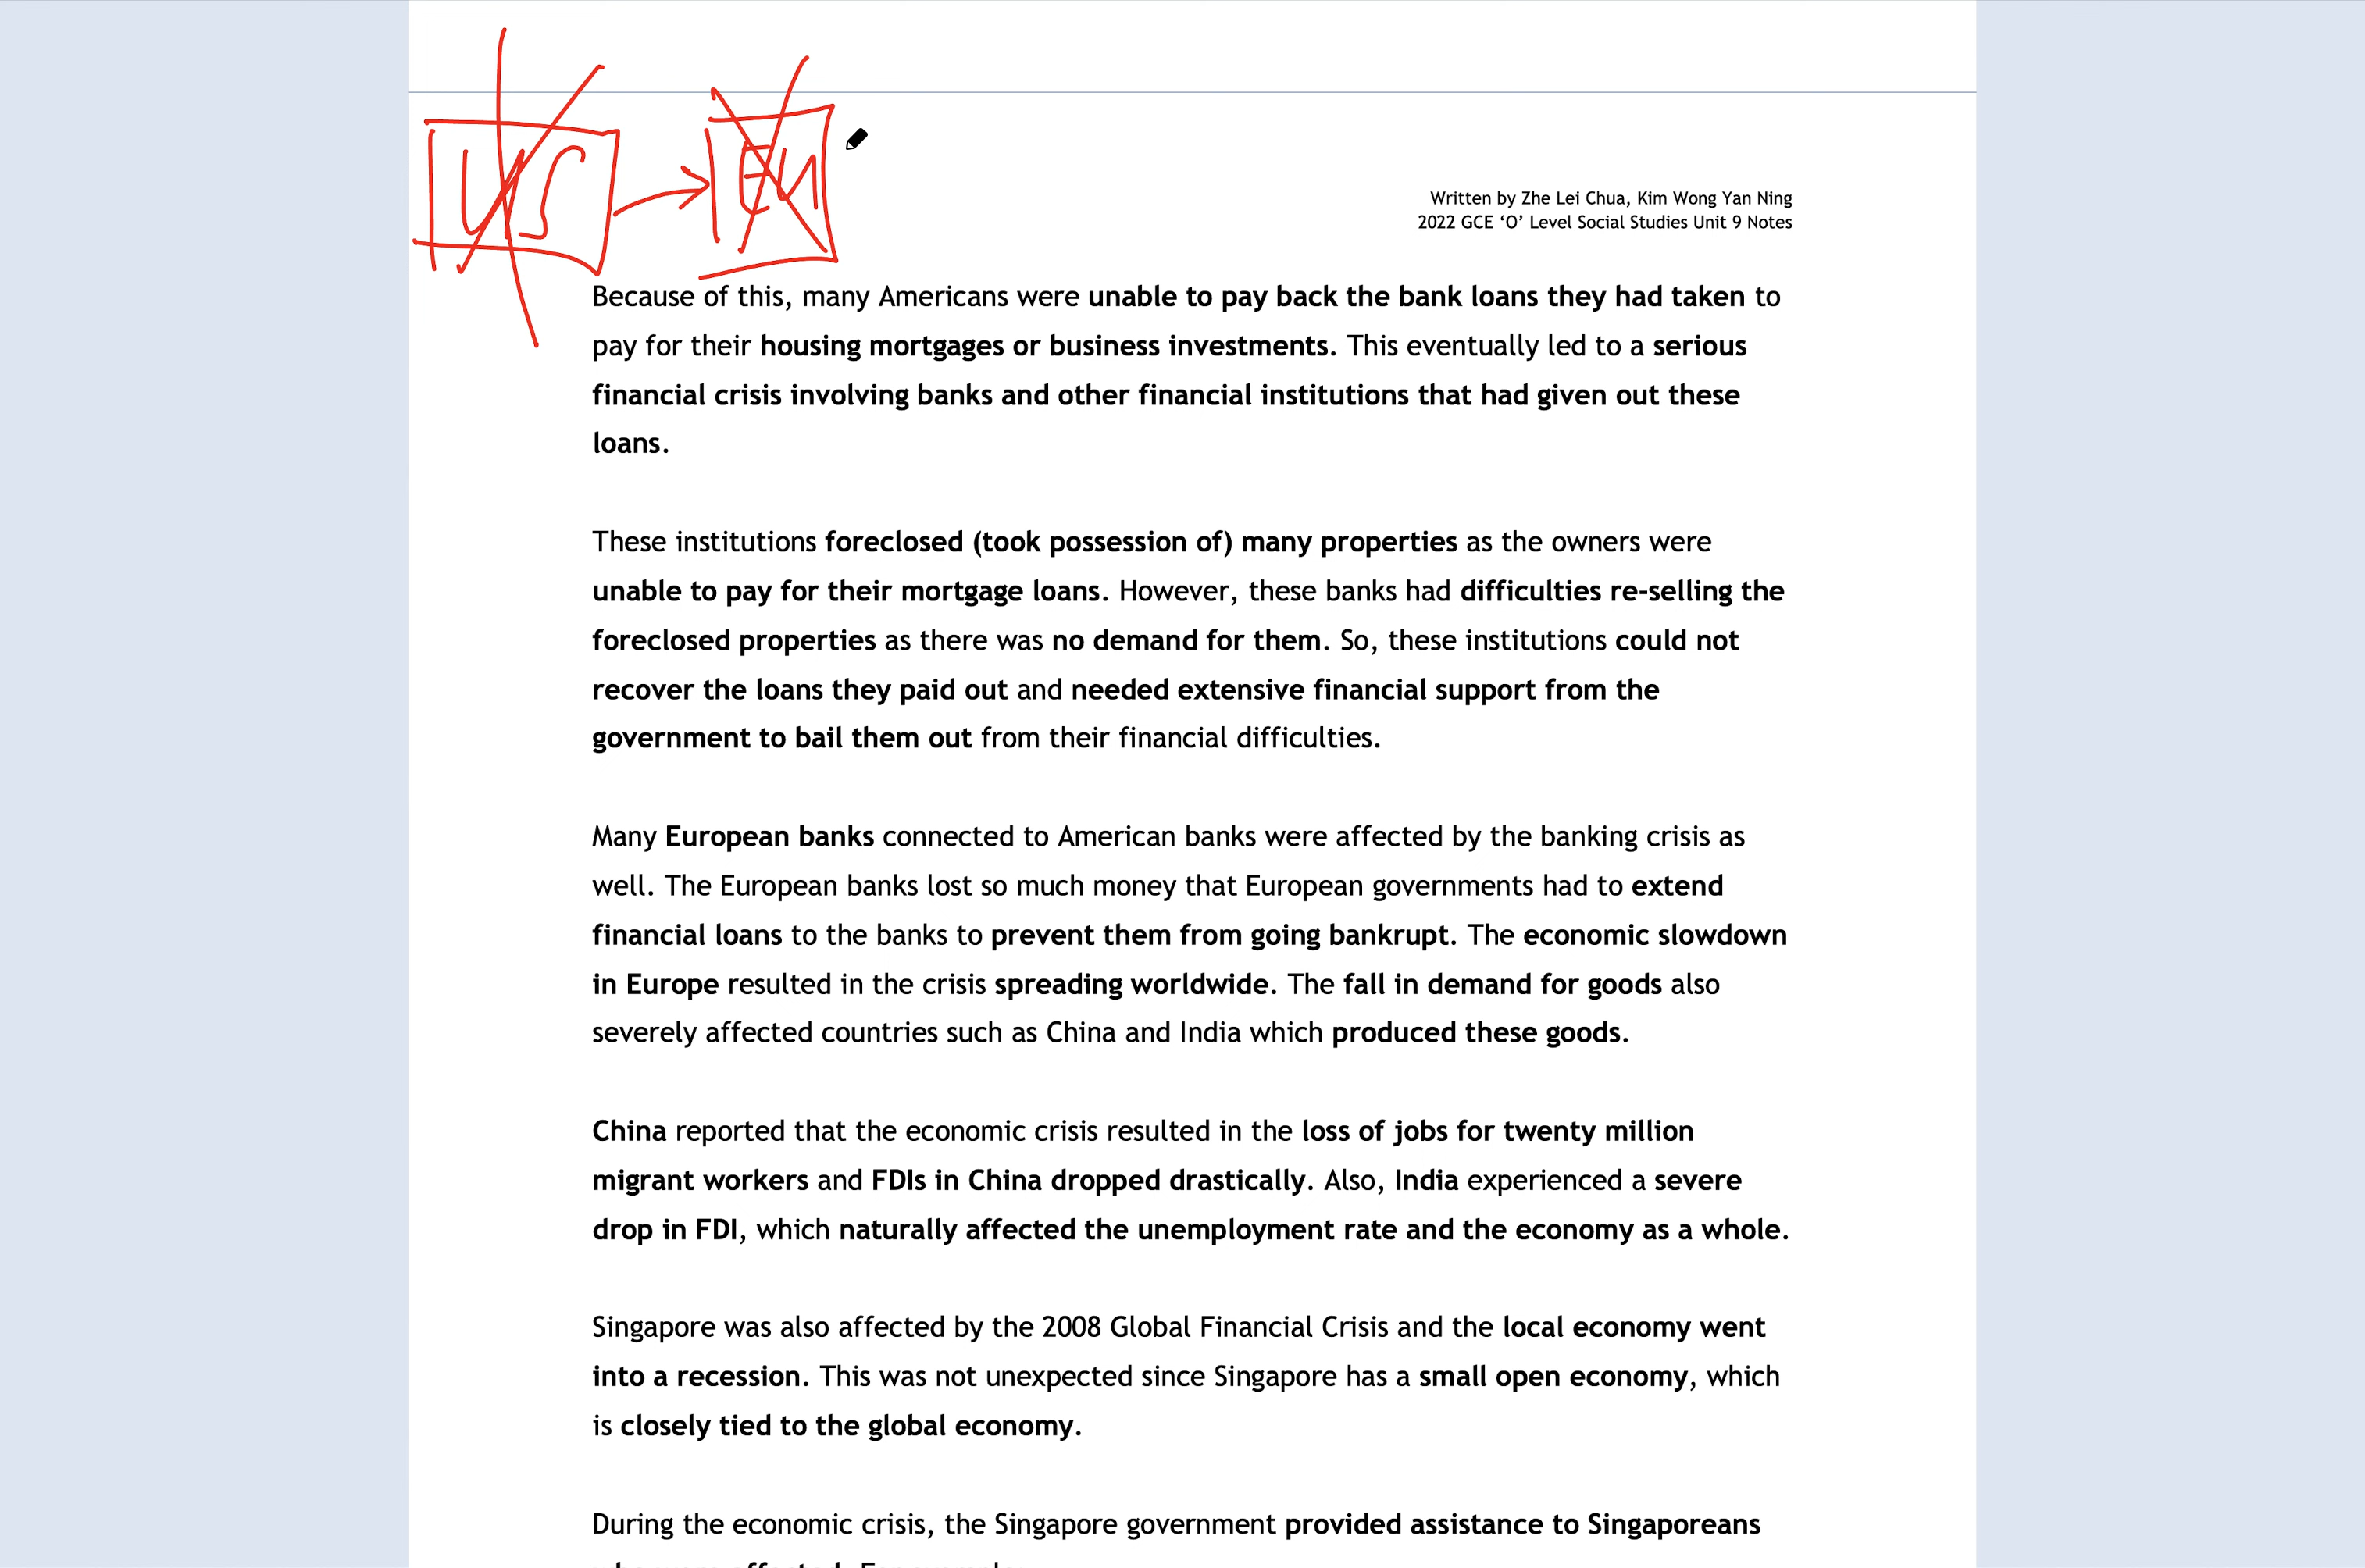 US
EU
Written by Zhe Lei Chua, Kim Wong Yan Ning
2022 GCE ‘O’ Level Social Studies Unit 9 Notes
Because of this, many Americans were unable to pay back the bank loans they had taken to
pay for their housing mortgages or business investments. This eventually led to a serious
financial crisis involving banks and other financial institutions that had given out these
loans.
These institutions foreclosed (took possession of) many properties as the owners were
unable to pay for their mortgage loans. However, these banks had difficulties re-selling the
foreclosed properties as there was no demand for them. So, these institutions could not
recover the loans they paid out and needed extensive financial support from the
government to bail them out from their financial difficulties.
Many European banks connected to American banks were affected by the banking crisis as
well. The European banks lost so much money that European governments had to extend
financial loans to the banks to prevent them from going bankrupt. The economic slowdown
in Europe resulted in the crisis spreading worldwide. The fall in demand for goods also
severely affected countries such as China and India which produced these goods.
China reported that the economic crisis resulted in the loss of jobs for twenty million
migrant workers and FDIs in China dropped drastically. Also, India experienced a severe
drop in FDI, which naturally affected the unemployment rate and the economy as a whole.
Singapore was also affected by the 2008 Global Financial Crisis and the local economy went
into a recession. This was not unexpected since Singapore has a small open economy, which
is closely tied to the global economy.
During the economic crisis, the Singapore government provided assistance to Singaporeans